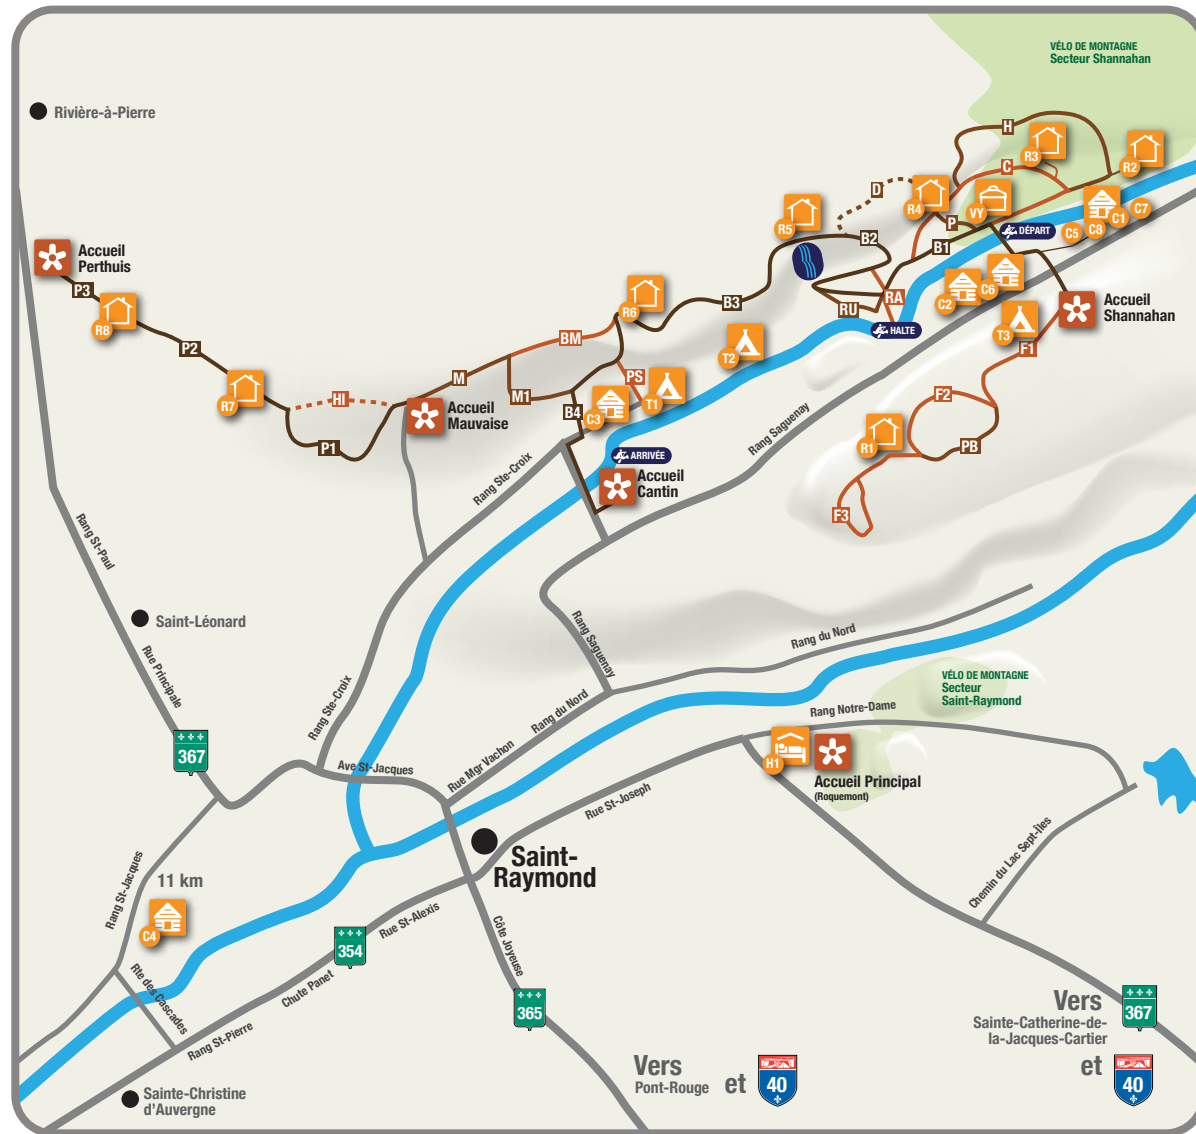 VÉLO DE MONTAGNE
Secteur Shannahan
Rivière-à-Pierre
H
R3
R2
C
D
R4
VY
P
C1
C7
C8
C5
DÉPART
R5
B2
B1
Accueil
Perthuis
P3
R8
R6
B3
RA
RU
C2
C6
Accueil
Shannahan
HALTE
T3
F1
BM
T2
P2
M
PS
R7
HI
M1
T1
C3
B4
F2
Accueil
Mauvaise
P1
R1
PB
Rang Saguenay
ARRIVÉE
Accueil
Cantin
Rang Ste-Croix
F3
Rang St-Paul
Saint-Léonard
Rue Principale
Rang Saguenay
Rang du Nord
VÉLO DE MONTAGNE
Secteur
Saint-Raymond
Rang Ste-Croix
Rang du Nord
Rang Notre-Dame
367
Ave St-Jacques
Rue Mgr Vachon
H1
Accueil Principal
(Roquemont)
Rue St-Joseph
Saint-
Raymond
Chemin du Lac Sept-Îles
Rang St-Jacques
11 km
C4
Rue St-Alexis
354
Côte Joyeuse
Chute Panet
Rte des Cascades
365
Rang St-Pierre
Vers
Sainte-Catherine-de-
la-Jacques-Cartier
367
et
40
Vers
Pont-Rouge
et
40
Sainte-Christine
d'Auvergne